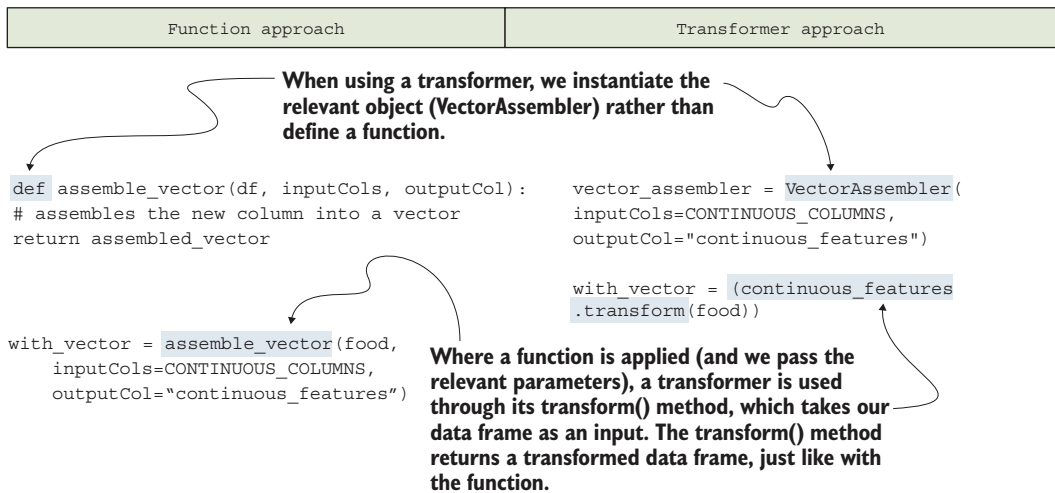 Function approach
Transformer approach
When using a transformer, we instantiate the
relevant object (VectorAssembler) rather than
define a function.
def assemble_vector(df, inputCols, outputCol):
# assembles the new column into a vector
return assembled_vector
vector_assembler = VectorAssembler(
inputCols=CONTINUOUS_COLUMNS,
outputCol="continuous_features")
with_vector = (continuous_features
.transform(food))
with_vector = assemble_vector(food,
    inputCols=CONTINUOUS_COLUMNS,
    outputCol=“continuous_features”)
Where a function is applied (and we pass the
relevant parameters), a transformer is used
through its transform() method, which takes our
data frame as an input. The transform() method
returns a transformed data frame, just like with
the function.